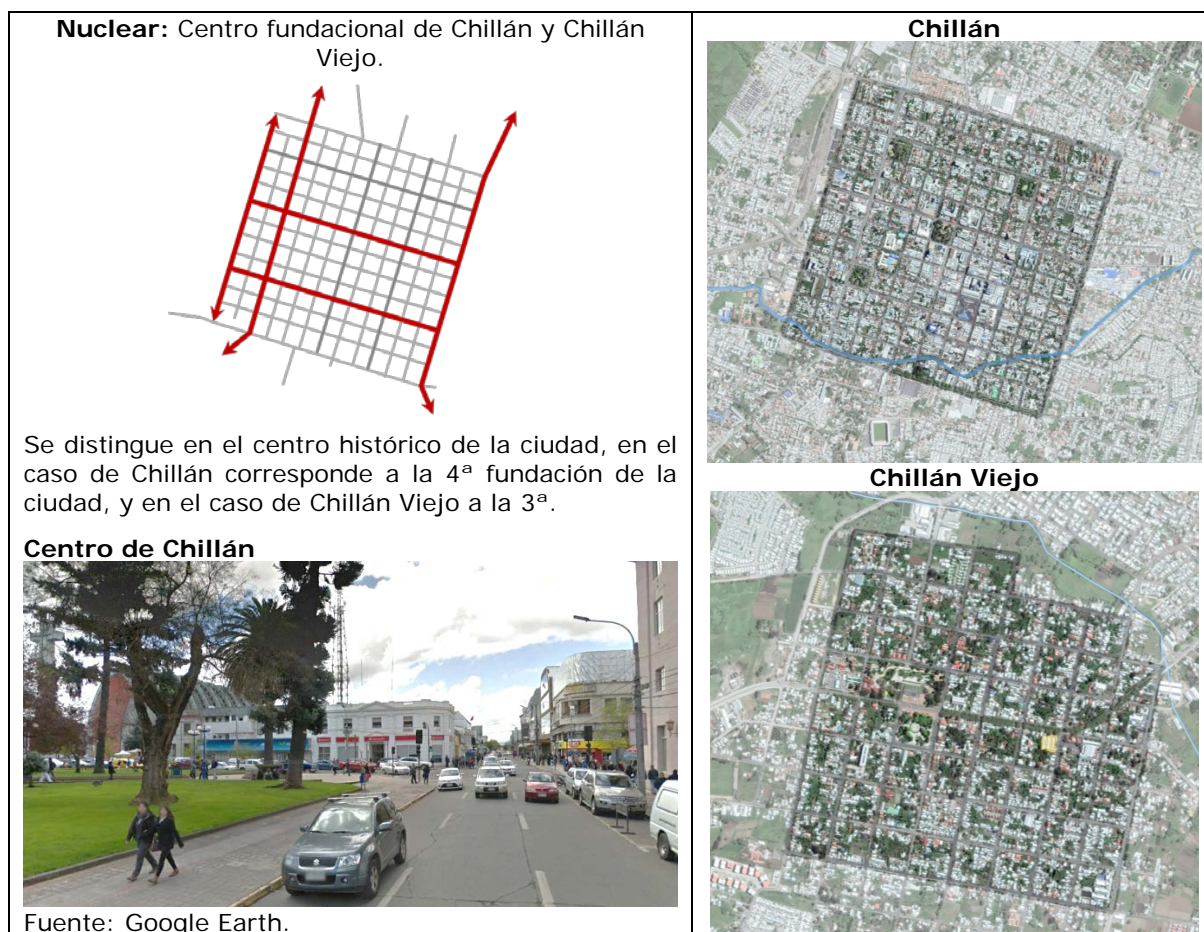 Nuclear: Centro fundacional de Chillán y Chillán
Viejo.
Se distingue en el centro histórico de la ciudad, en el
caso de Chillán corresponde a la 4ª fundación de la
ciudad, y en el caso de Chillán Viejo a la 3ª.
Centro de Chillán
Fuente: Google Earth.
Chillán
Chillán Viejo